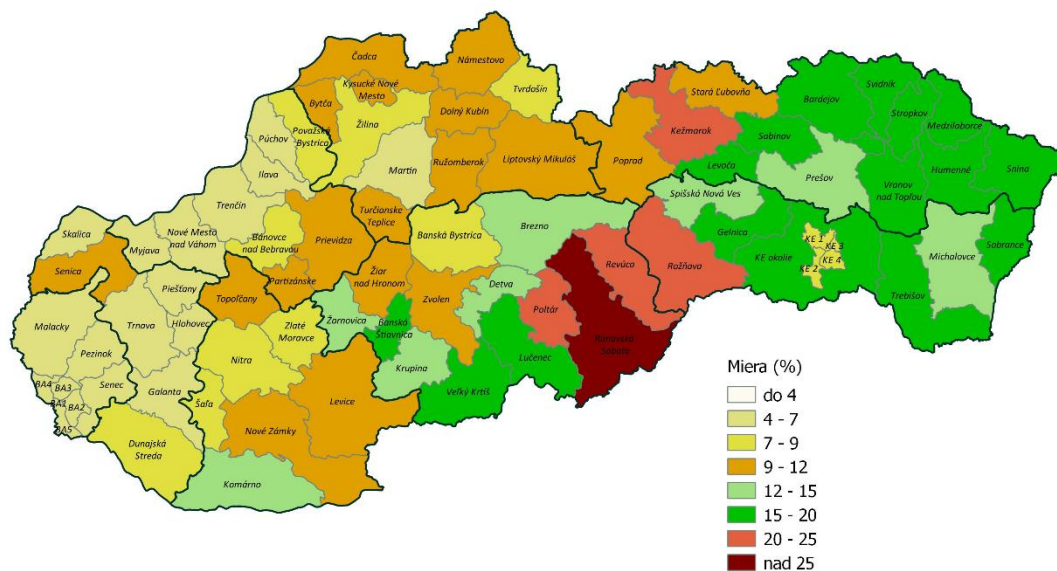 Čadca
Námestovo
Kysucké Nové
Mesto
Bytča
Tvrdošín
Stará Ľubovňa
Svidník
Bardejov
Stropkov
Medzilaborce
Dolný Kubín
Žilina
Púchov
Považská
Bystrica
Kežmarok
Sabinov
Ružomberok
Liptovský Mikuláš
Poprad
Martin
Levoča
Humenné
Snina
Ilava
Prešov
Vranov
nad Topľou
Spišská Nová Ves
Trenčín
Turčianske
Teplice
Brezno
Gelnica
KE 1
KE 3
KE 4
KE 2
KE okolie
Sobrance
Michalovce
Skalica
Myjava
Nové Mesto
nad Váhom
Bánovce
nad Bebravou
Prievidza
Banská Bystrica
Revúca
Rožňava
Senica
Partizánske
Žiar
nad Hronom
Detva
Zvolen
Trebišov
Topoľčany
Piešťany
Poltár
Žarnovica
Banská
Štiavnica
Rimavská
Sobota
Malacky
Trnava
Hlohovec
Zlaté
Moravce
Lučenec
Pezinok
Nitra
Krupina
Miera (%)
BA4
BA3
Senec
Galanta
Šaľa
Levice
Veľký Krtíš
do 4
BA1
BA2
4 - 7
BA5
Nové Zámky
7 - 9
Dunajská
Streda
9 - 12
Komárno
12 - 15
15 - 20
20 - 25
nad 25